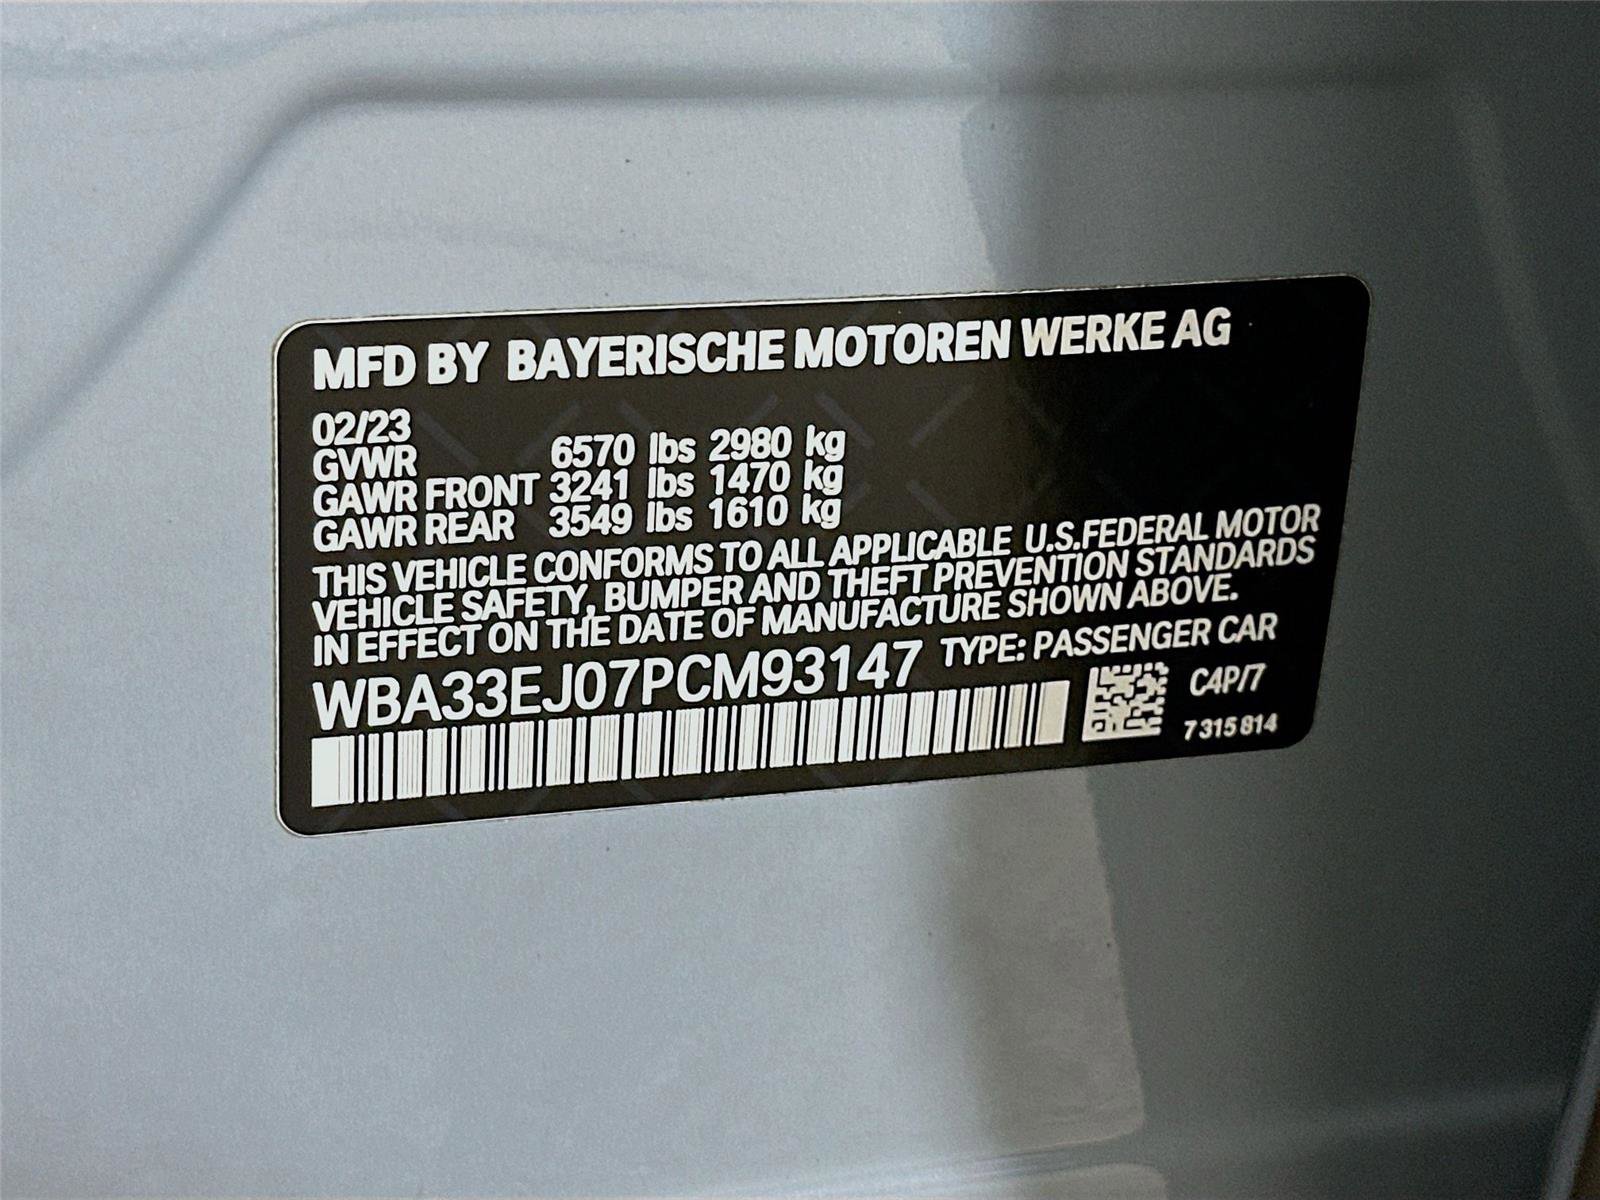 MFD BY BAYERISCHE MOTOREN WERKE AG
02/23
GVWR 6570 lbs 2980 kg
GAWR FRONT 3241 lbs 1470 kg
GAWR REAR 3549 lbs 1610 kg
THIS VEHICLE CONFORMS TO ALL APPLICABLE U.S.FEDERAL MOTOR
VEHICLE SAFETY, BUMPER AND THEFT PREVENTION STANDARDS
IN EFFECT ON THE DATE OF MANUFACTURE SHOWN ABOVE.
WBA33EJ07PCM93147 TYPE: PASSENGER CAR
C4P/7
7 315 814